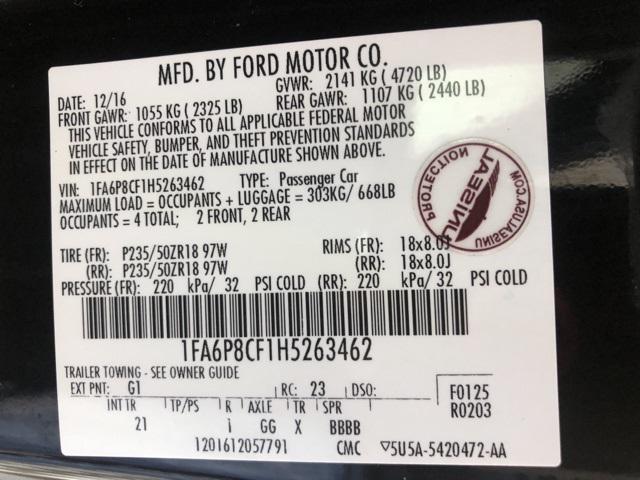 MFD. BY FORD MOTOR CO.
DATE: 12/16 GVWR: 2141 KG ( 4720 LB)
FRONT GAWR: 1055 KG ( 2325 LB) REAR GAWR: 1107 KG ( 2440 LB)
THIS VEHICLE CONFORMS TO ALL APPLICABLE FEDERAL MOTOR
VEHICLE SAFETY, BUMPER, AND THEFT PREVENTION STANDARDS
IN EFFECT ON THE DATE OF MANUFACTURE SHOWN ABOVE.
VIN: 1FA6P8CF1H5263462 TYPE: Passenger Car
MAXIMUM LOAD = OCCUPANTS + LUGGAGE = 303KG/ 668LB
OCCUPANTS = 4 TOTAL; 2 FRONT, 2 REAR
PROTECTION
UNISEAL
UNISEALUSA.COM
TIRE (FR): P235/50ZR18 97W RIMS (FR): 18x8.0J
(RR): P235/50ZR18 97W (RR): 18x8.0J
PRESSURE (FR): 220 kPa/ 32 PSI COLD (RR): 220 kPa/ 32 PSI COLD
1FA6P8CF1H5263462
TRAILER TOWING - SEE OWNER GUIDE
EXT PNT: G1 RC: 23 DSO: F0125
R0203
INT TR TP/PS R AXLE TR SPR
21 i GG X BBBB
1201612057791 CMC ▽5U5A-5420472-AA